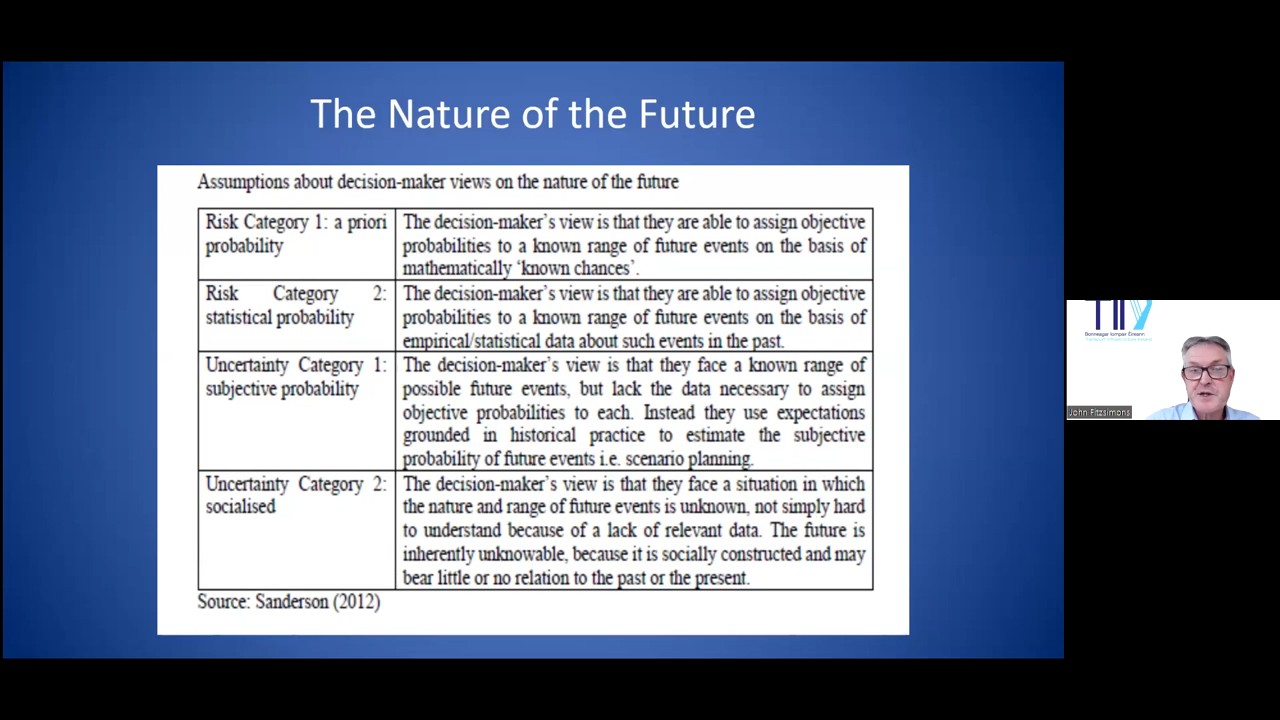 The Nature of the Future
Assumptions about decision-maker views on the nature of the future
Risk Category 1: a priori
probability
The decision-maker's view is that they are able to assign objective
probabilities to a known range of future events on the basis of
mathematically 'known chances'.
Risk Category 2:
statistical probability
The decision-maker's view is that they are able to assign objective
probabilities to a known range of future events on the basis of
empirical/statistical data about such events in the past.
Uncertainty Category 1:
subjective probability
The decision-maker's view is that they face a known range of
possible future events, but lack the data necessary to assign
objective probabilities to each. Instead they use expectations
grounded in historical practice to estimate the subjective
probability of future events i.e. scenario planning.
Uncertainty Category 2:
socialised
The decision-maker's view is that they face a situation in which
the nature and range of future events is unknown, not simply hard
to understand because of a lack of relevant data. The future is
inherently unknowable, because it is socially constructed and may
bear little or no relation to the past or the present.
Source: Sanderson (2012)
TII
Bonneagar Iompair Éireann
John Fitzsimons